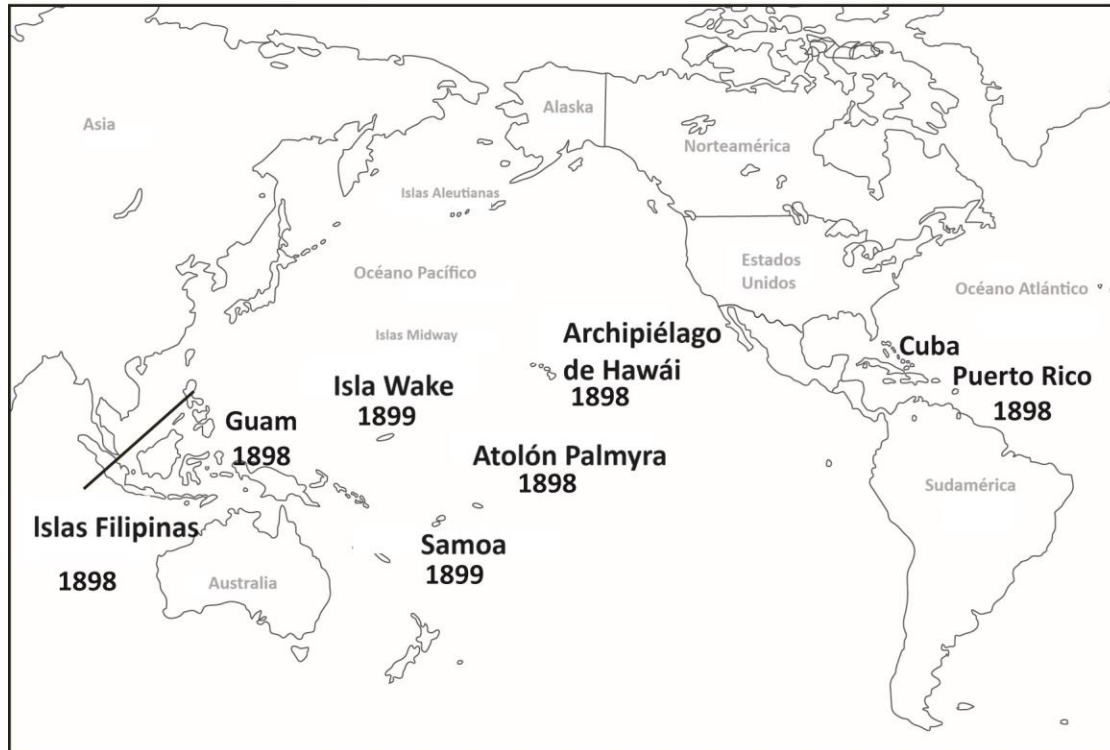 Asia
Alaska
Norteamérica
Islas Aleutianas
Océano Pacífico
Estados
Unidos
Océano Atlántico
Islas Midway
Archipiélago
de Hawái
1898
Cuba
Puerto Rico
1898
Isla Wake
1899
Guam
1898
Atolón Palmyra
1898
Sudamérica
Islas Filipinas
1898
Samoa
1899
Australia